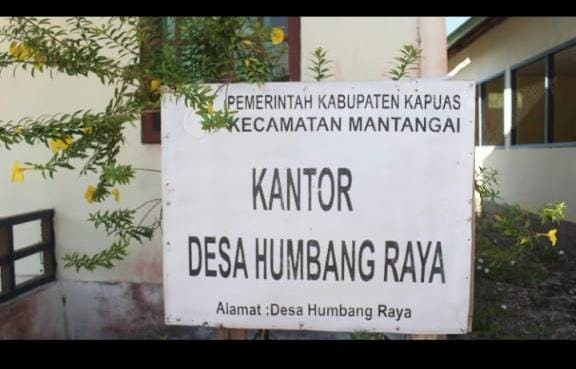 PEMERINTAH KABUPATEN KAPUAS
KECAMATAN MANTANGAI
KANTOR
DESA HUMBANG RAYA
Alamat :Desa Humbang Raya